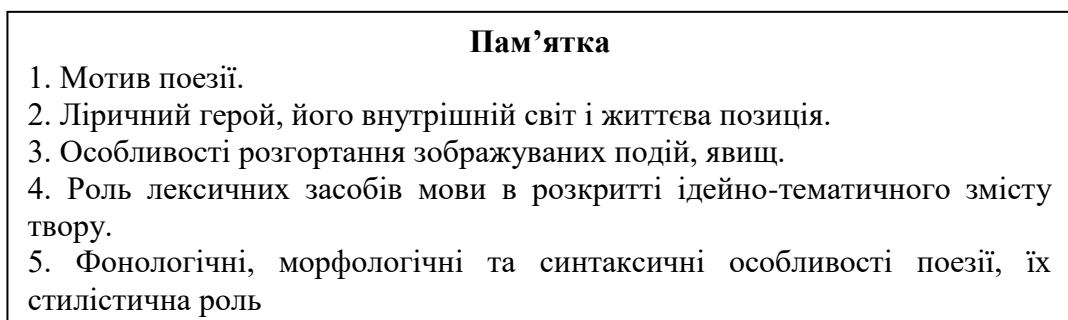 Пам’ятка
1. Мотив поезії.
2. Ліричний герой, його внутрішній світ і життєва позиція.
3. Особливості розгортання зображуваних подій, явищ.
4. Роль лексичних засобів мови в розкритті ідейно-тематичного змісту
твору.
5. Фонологічні, морфологічні та синтаксичні особливості поезії, їх
стилістична роль